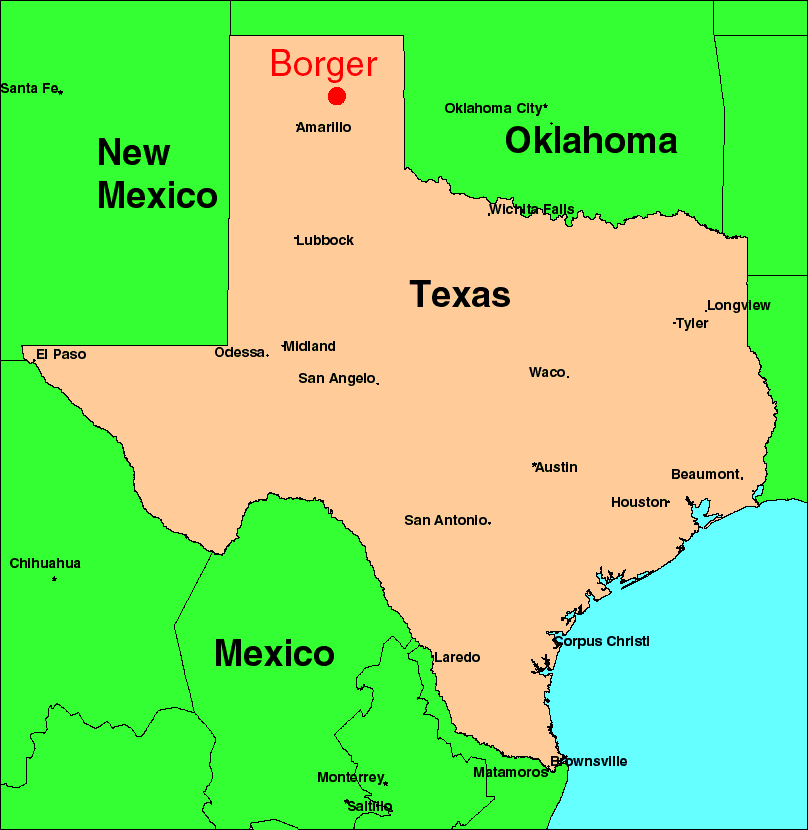 Borger
Santa Fe
Oklahoma City
Amarillo
Oklahoma
New
Mexico
Wichita Falls
Lubbock
Texas
Longview
Tyler
Midland
Odessa
El Paso
San Angelo
Waco
Austin
Beaumont
Houston
San Antonio
Chihuahua
Corpus Christi
Mexico
Laredo
Brownsville
Matamoros
Monterrey
Saltillo